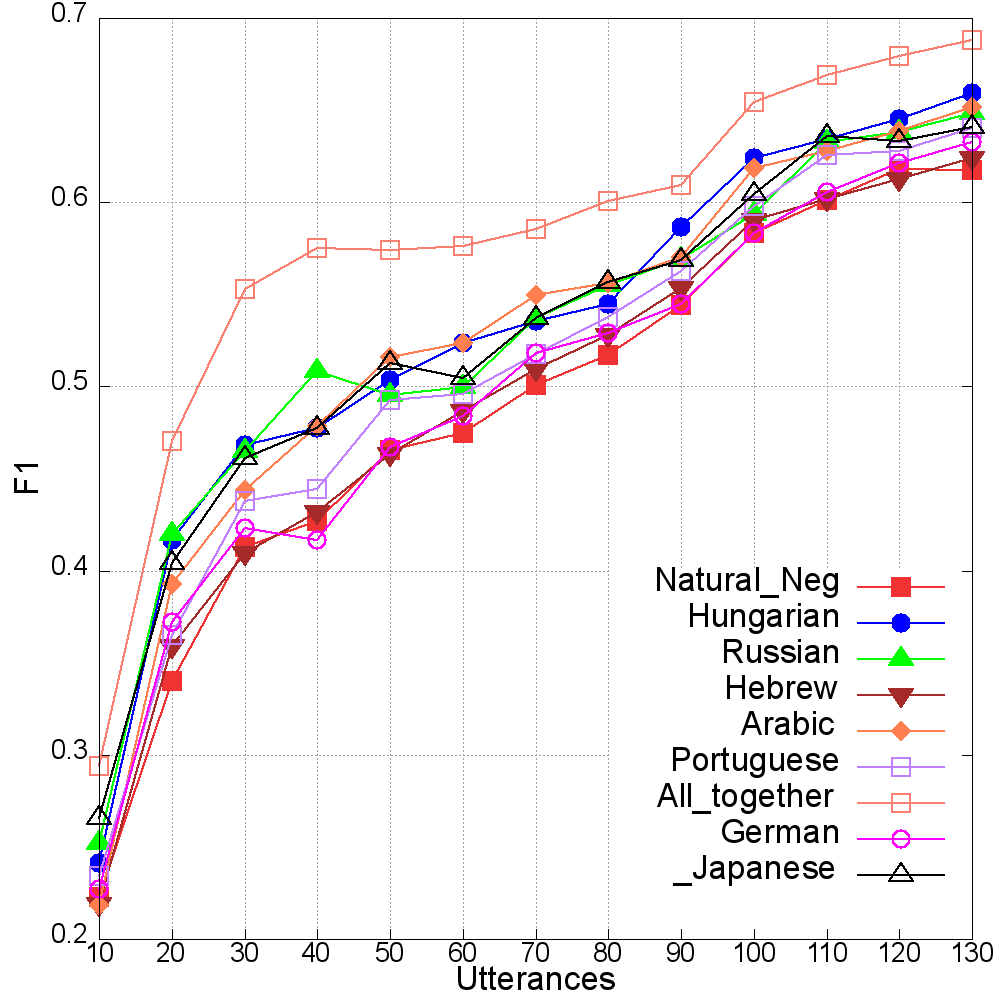 0.7
0.6
0.5
0.4
0.3
0.2
F1
Natural_Neg
Hungarian
Russian
Hebrew
Arabic
Portuguese
All_together
German
_Japanese
10 20 30 40 50 60 70 80 90 100 110 120 130
Utterances